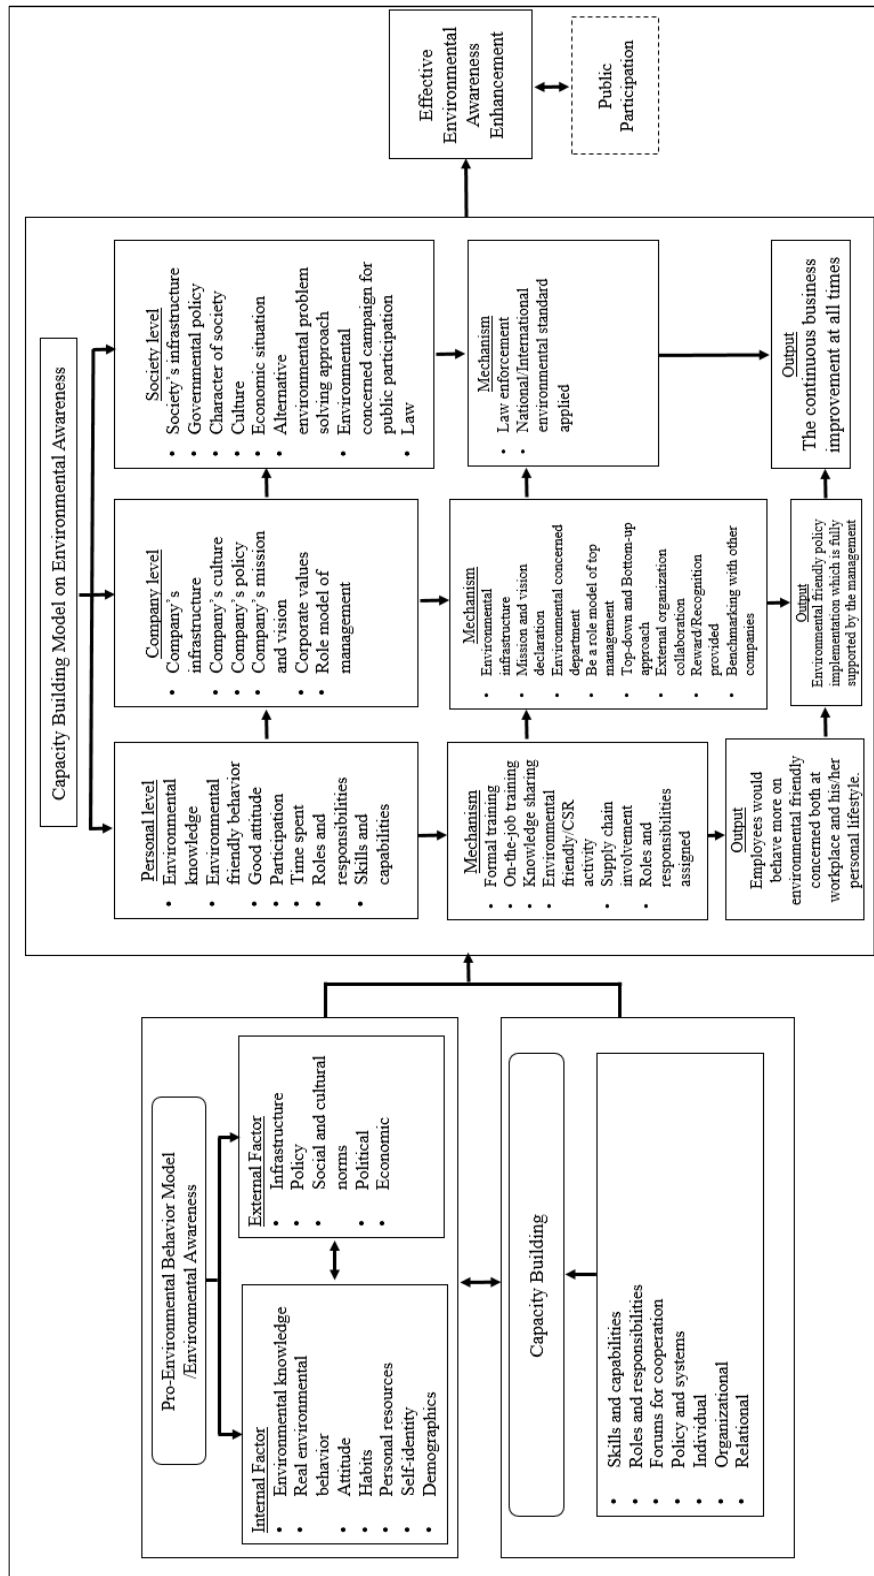 Pro-Environmental Behavior Model
/Environmental Awareness
Internal Factor
• Environmental knowledge
• Real environmental
behavior
• Attitude
• Habits
• Personal resources
• Self-identity
• Demographics
External Factor
• Infrastructure
• Policy
• Social and cultural
norms
• Political
• Economic
Capacity Building
• Skills and capabilities
• Roles and responsibilities
• Forums for cooperation
• Policy and systems
• Individual
• Organizational
• Relational
Capacity Building Model on Environmental Awareness
Personal level
• Environmental
knowledge
• Environmental
friendly behavior
• Good attitude
• Participation
• Time spent
• Roles and
responsibilities
• Skills and
capabilities
Company level
• Company's
infrastructure
• Company's culture
• Company's policy
• Company's mission
and vision
• Corporate values
• Role model of
management
Society level
• Society's infrastructure
• Governmental policy
• Character of society
• Culture
• Economic situation
• Alternative
environmental problem
solving approach
• Environmental
concerned campaign for
public participation
• Law
Mechanism
• Formal training
• On-the-job training
• Knowledge sharing
• Environmental
friendly/CSR
activity
• Supply chain
involvement
• Roles and
responsibilities
assigned
Mechanism
• Environmental
infrastructure
• Mission and vision
declaration
• Environmental concerned
department
• Be a role model of top
management
• Top-down and Bottom-up
approach
• External organization
collaboration
• Reward/Recognition
provided
• Benchmarking with other
companies
Mechanism
• Law enforcement
• National/International
environmental standard
applied
Output
Employees would
behave more on
environmental friendly
concerned both at
workplace and his/her
personal lifestyle.
Output
Environmental friendly policy
implementation which is fully
supported by the management
Output
The continuous business
improvement at all times
Effective
Environmental
Awareness
Enhancement
Public
Participation